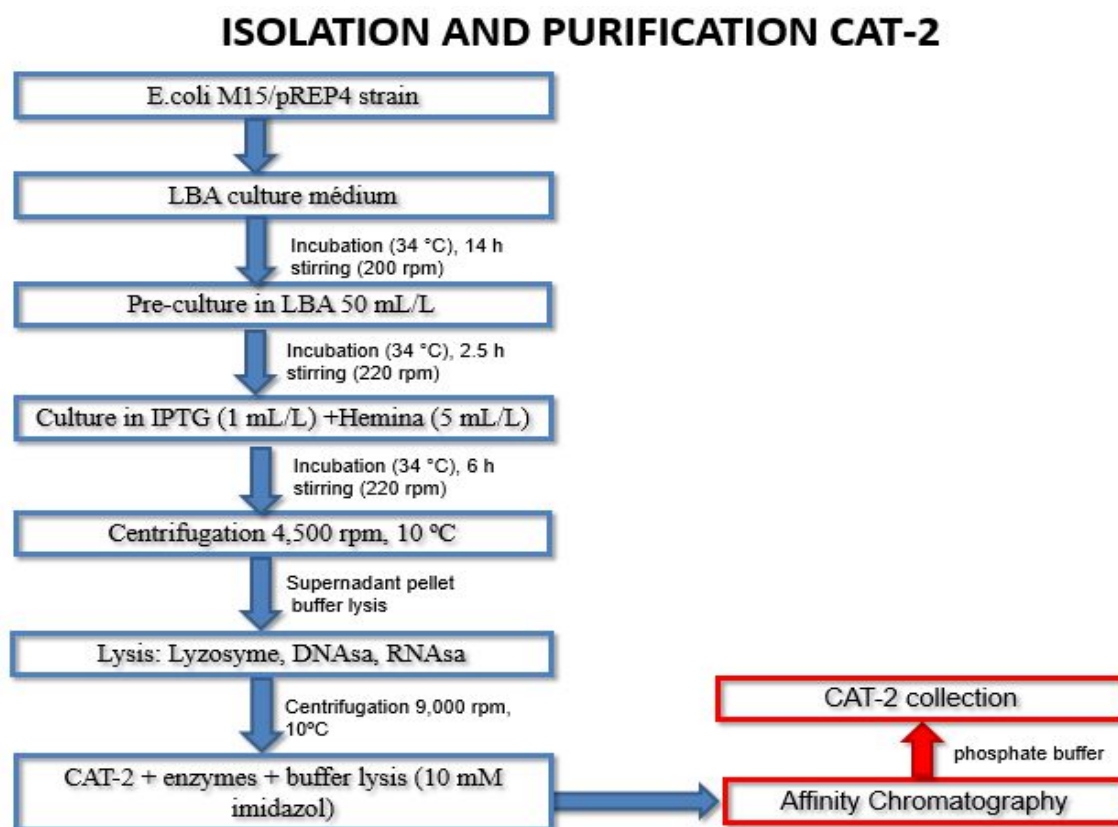 ISOLATION AND PURIFICATION CAT-2
E.coli M15/pREP4 strain
LBA culture médium
Incubation (34 °C), 14 h
stirring (200 rpm)
Pre-culture in LBA 50 mL/L
Incubation (34 °C), 2.5 h
stirring (220 rpm)
Culture in IPTG (1 mL/L) +Hemina (5 mL/L)
Incubation (34 °C), 6 h
stirring (220 rpm)
Centrifugation 4,500 rpm, 10 ºC
Supernadant pellet
buffer lysis
Lysis: Lyzosyme, DNAsa, RNAsa
Centrifugation 9,000 rpm,
10ºC
CAT-2 + enzymes + buffer lysis (10 mM
imidazol)
Affinity Chromatography
phosphate buffer
CAT-2 collection